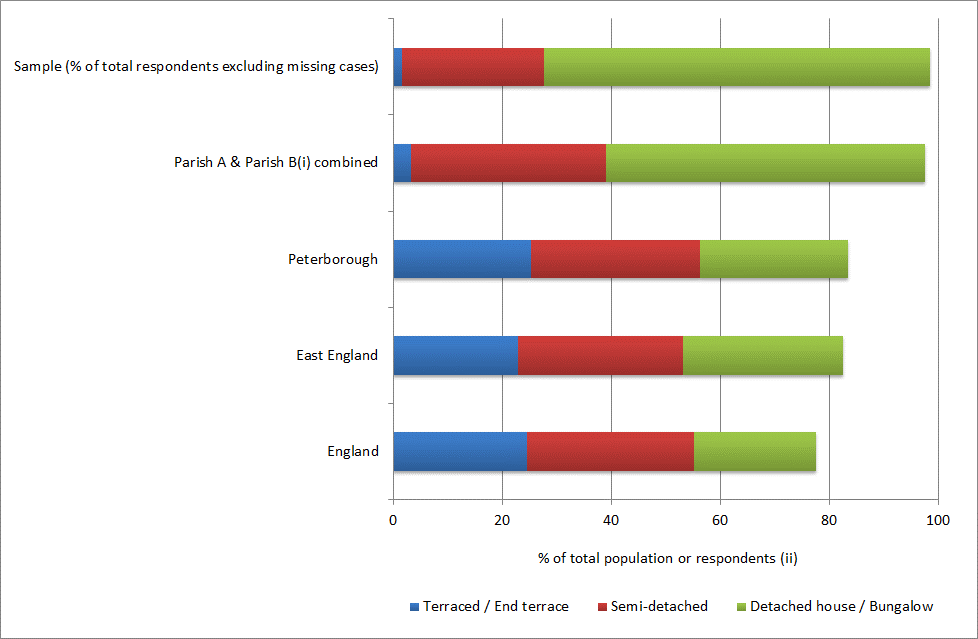 Sample (% of total respondents excluding missing cases)
Parish A & Parish B(i) combined
Peterborough
East England
England
0 20 40 60 80 100
% of total population or respondents (ii)
Terraced / End terrace Semi-detached Detached house / Bungalow